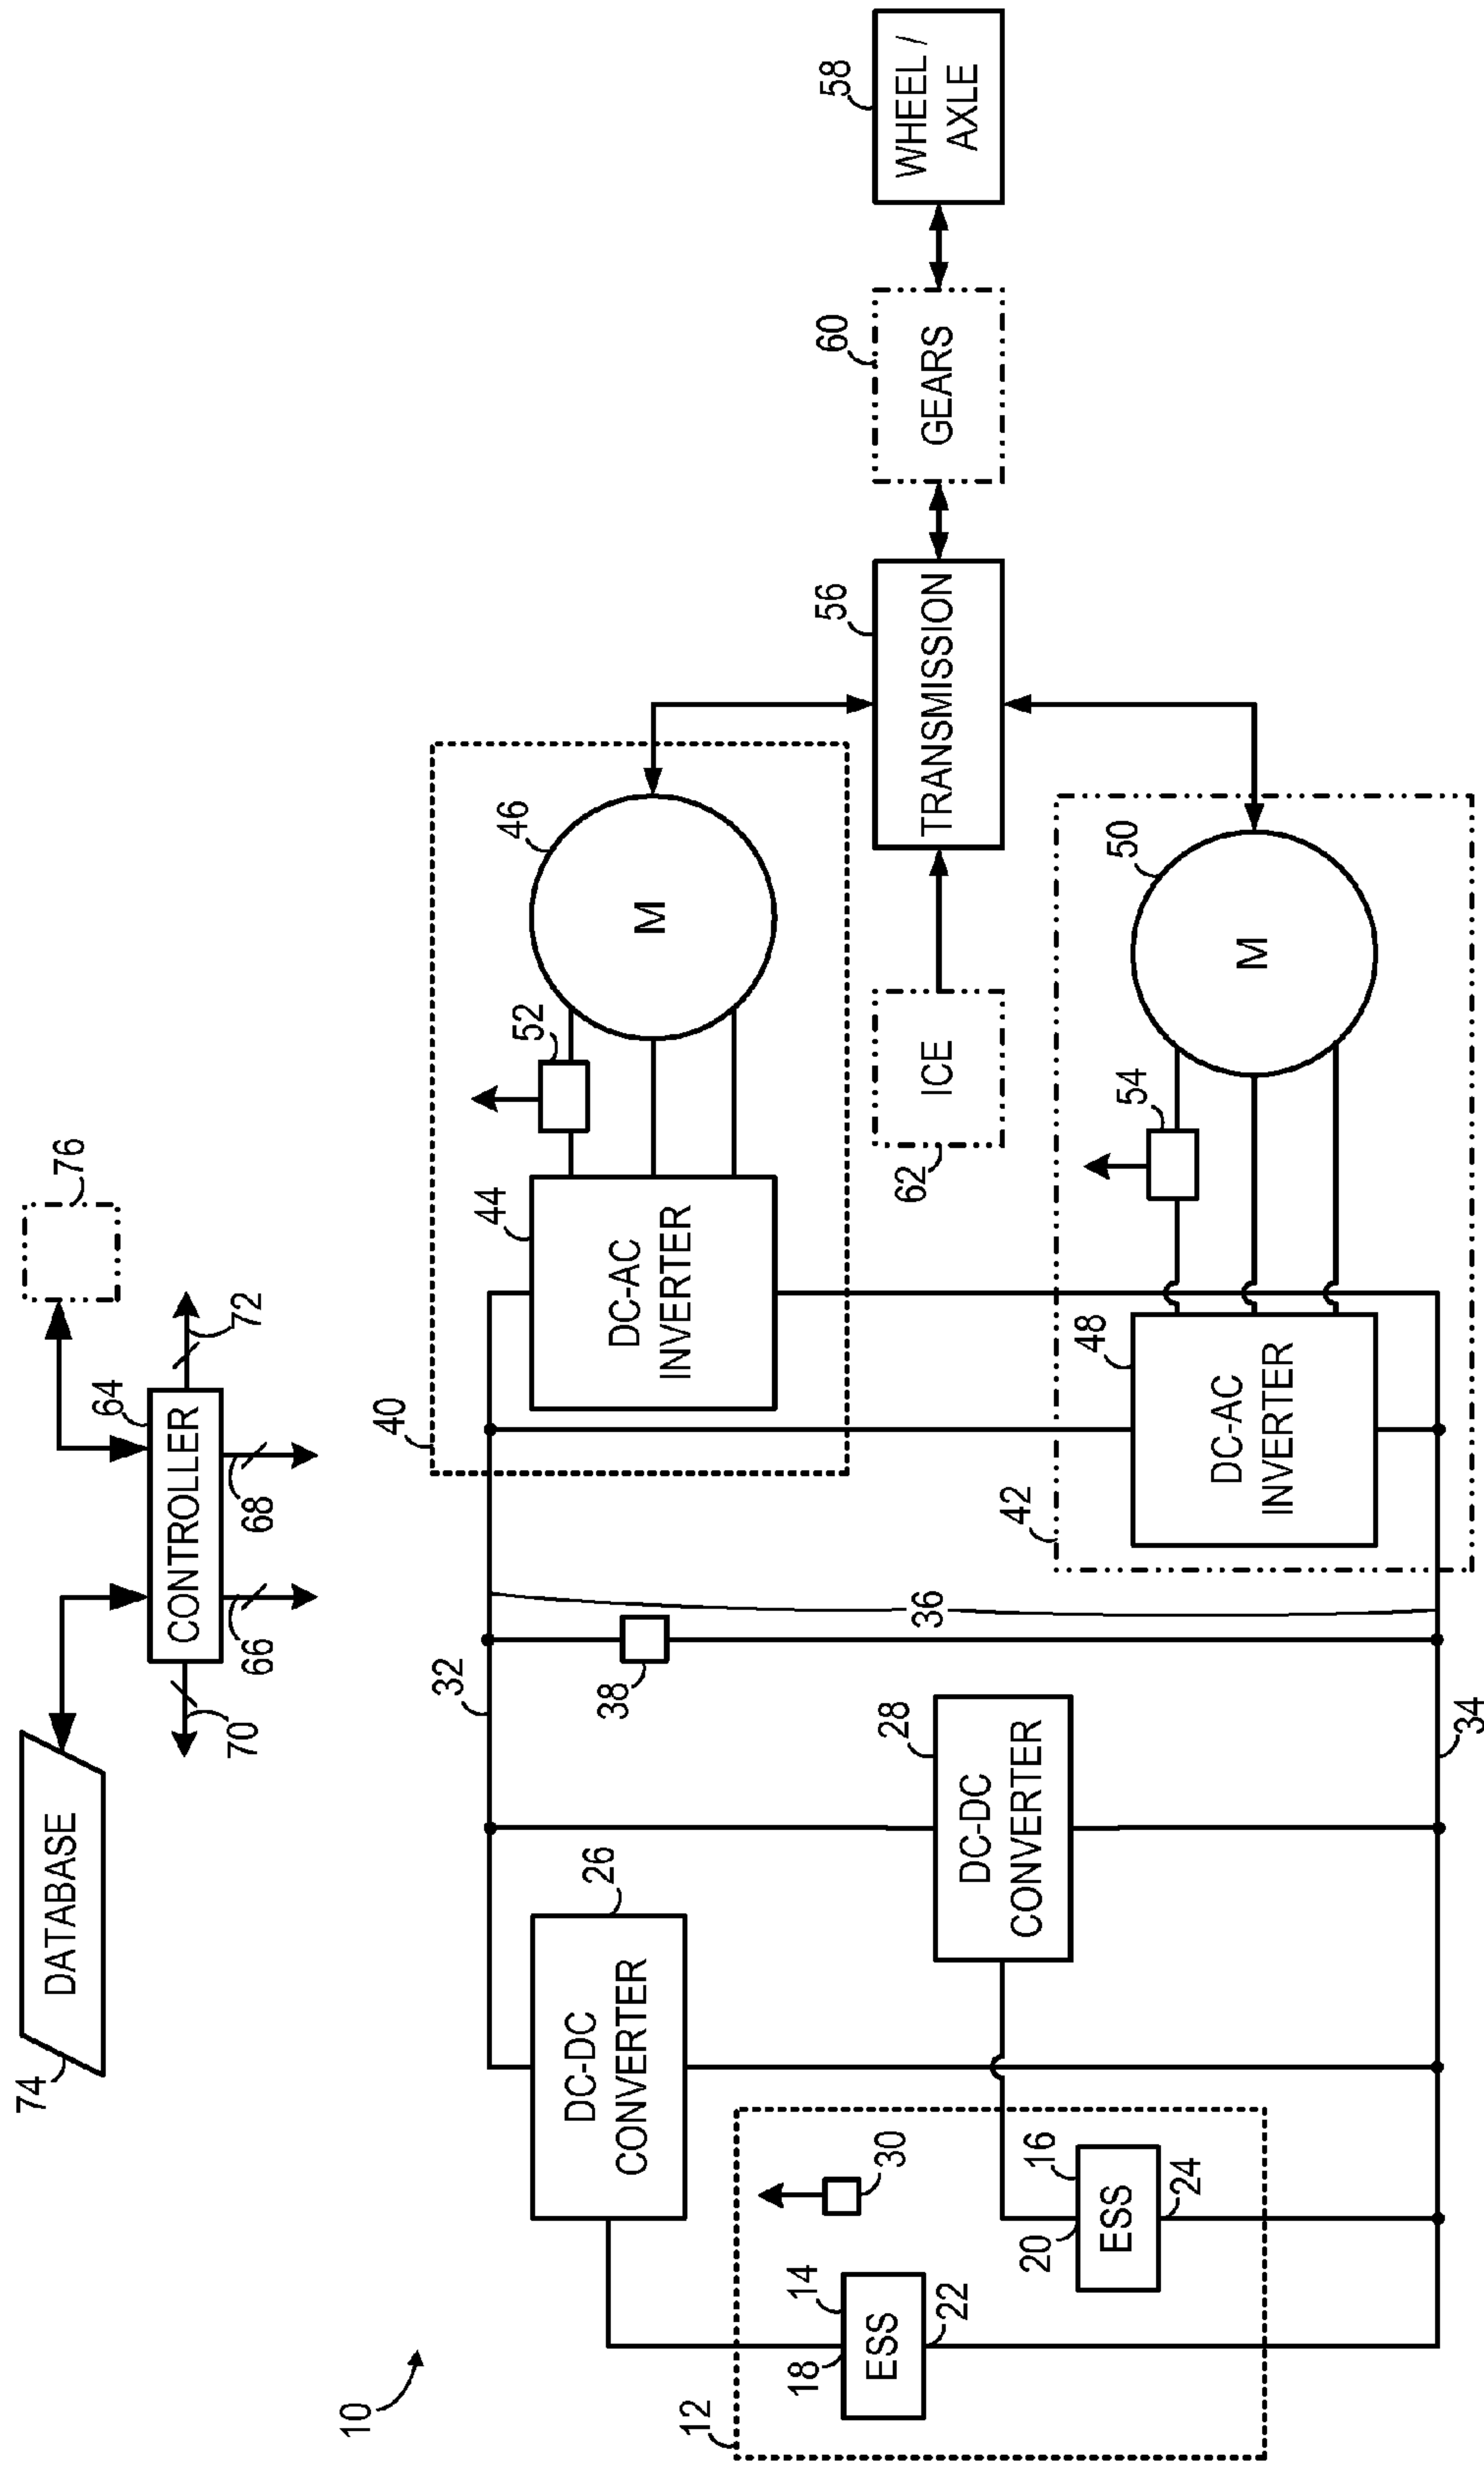 74
DATABASE
70
66
68
64
CONTROLLER
72
76
10
12
18
14
ESS
22
30
20
16
ESS
24
26
DC-DC
CONVERTER
28
DC-DC
CONVERTER
32
38
36
34
40
44
DC-AC
INVERTER
52
46
M
42
48
DC-AC
INVERTER
54
50
M
62
ICE
56
TRANSMISSION
60
GEARS
58
WHEEL /
AXLE